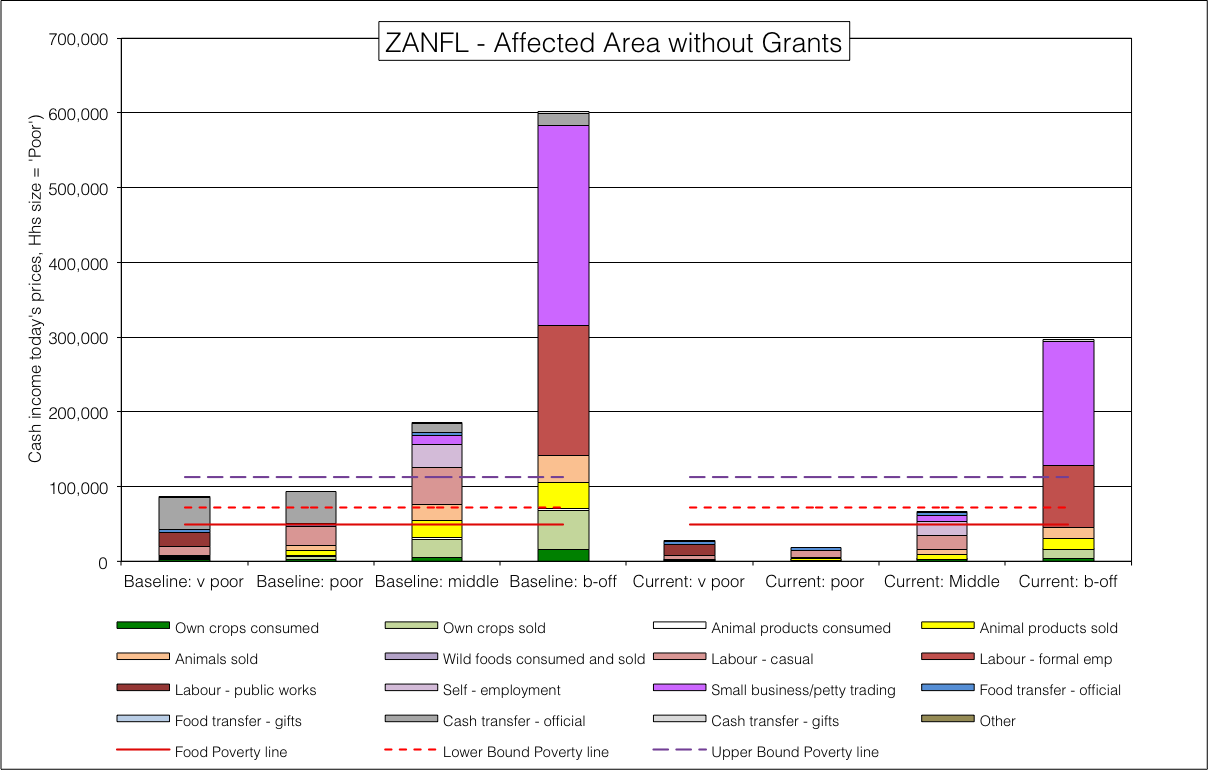 ZANFL - Affected Area without Grants
Cash income today's prices, Hhs size = 'Poor')
700,000
600,000
500,000
400,000
300,000
200,000
100,000
0
Baseline: v poor Baseline: poor Baseline: middle Baseline: b-off Current: v poor Current: poor Current: Middle Current: b-off
Own crops consumed Own crops sold Animal products consumed Animal products sold
Animals sold Wild foods consumed and sold Labour - casual Labour - formal emp
Labour - public works Self - employment Small business/petty trading Food transfer - official
Food transfer - gifts Cash transfer - official Cash transfer - gifts Other
Food Poverty line Lower Bound Poverty line Upper Bound Poverty line